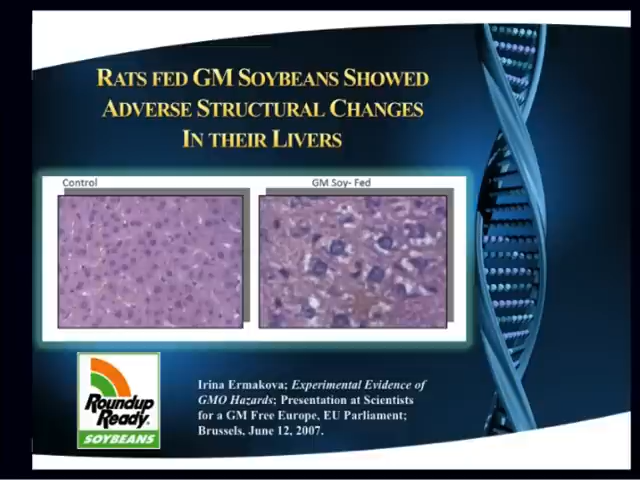 RATS FED GM SOYBEANS SHOWED
ADVERSE STRUCTURAL CHANGES
IN THEIR LIVERS
Control
GM Soy- Fed
Roundup
Ready
SOYBEANS
Irina Ermakova; Experimental Evidence of
GMO Hazards; Presentation at Scientists
for a GM Free Europe, EU Parliament;
Brussels, June 12, 2007.